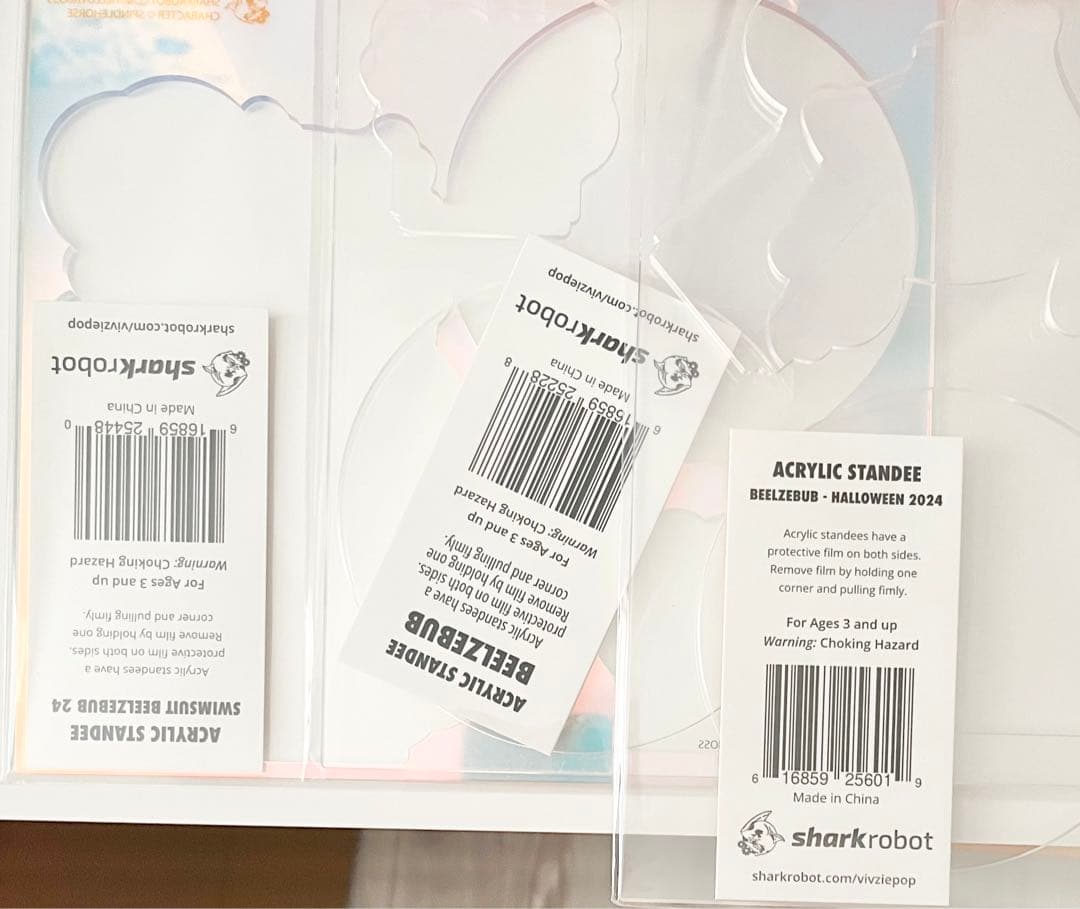 CHARACTER © SPINDLEHORSE
ACRYLIC STANDEE
SWIMSUIT BEELZEBUB 24
Acrylic standees have a
protective film on both sides.
Remove film by holding one
corner and pulling fimly.
For Ages 3 and up
Warning: Choking Hazard
6 16859 25448 0
Made in China
sharkrobot
sharkrobot.com/vivziepop
ACRYLIC STANDEE
BEELZEBUB
Acrylic standees have a
protective film on both sides.
Remove film by holding one
corner and pulling fimly.
For Ages 3 and up
Warning: Choking Hazard
6 16859 25228 8
Made in China
sharkrobot
sharkrobot.com/vivziepop
ACRYLIC STANDEE
BEELZEBUB - HALLOWEEN 2024
Acrylic standees have a
protective film on both sides.
Remove film by holding one
corner and pulling fimly.
For Ages 3 and up
Warning: Choking Hazard
6 16859 25601 9
Made in China
sharkrobot
sharkrobot.com/vivziepop